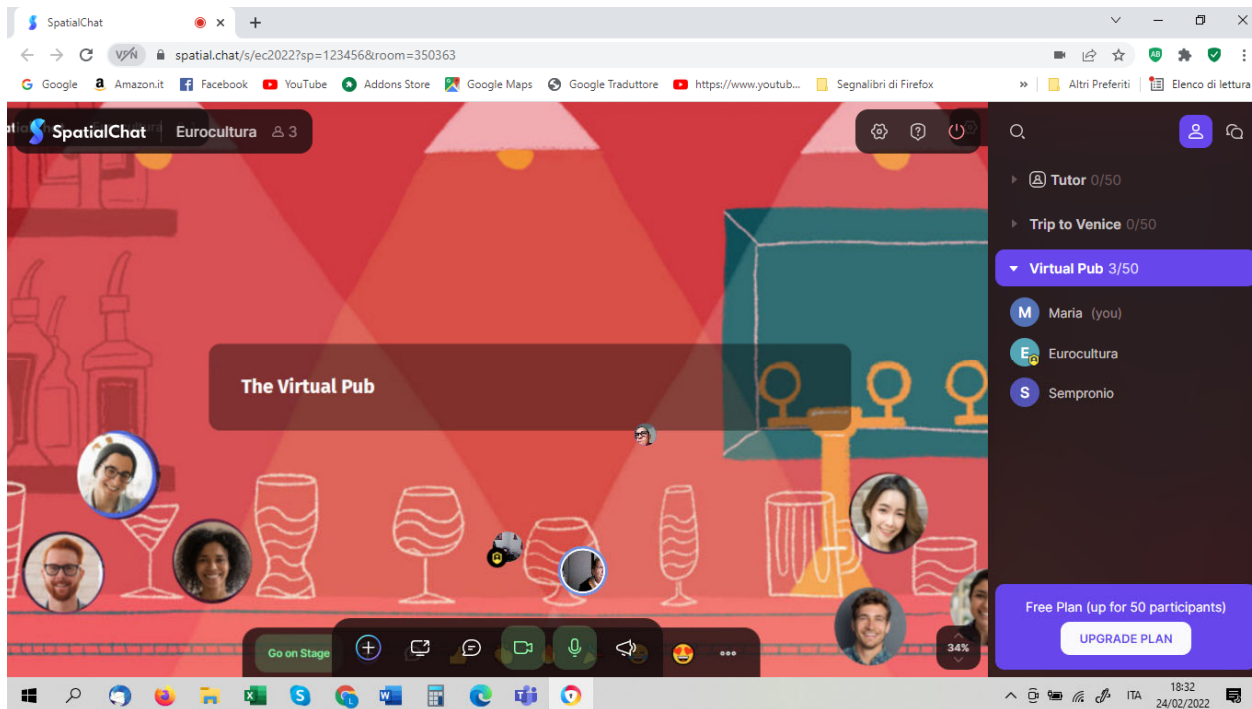 SpatialChat
spatial.chat/s/ec2022?sp=123456&room=350363
VPN
AB
Google
Amazon.it
Facebook
YouTube
Addons Store
Google Maps
Google Traduttore
https://www.youtub...
Segnalibri di Firefox
»
Altri Preferiti
Elenco di lettura
SpatialChat
Eurocultura
3
Tutor 0/50
Trip to Venice 0/50
Virtual Pub 3/50
M
Maria (you)
E
Eurocultura
S
Sempronio
The Virtual Pub
Go on Stage
34%
Free Plan (up for 50 participants)
UPGRADE PLAN
ITA
18:32
24/02/2022